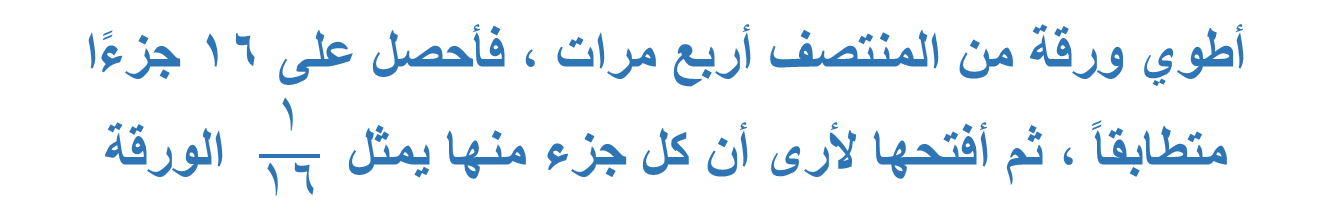 أطوي ورقة من المنتصف أربع مرات ، فأحصل على ١٦ جزءًا
متطابقاً ، ثم أفتحها لأرى أن كل جزء منها يمثل ١/١٦ الورقة